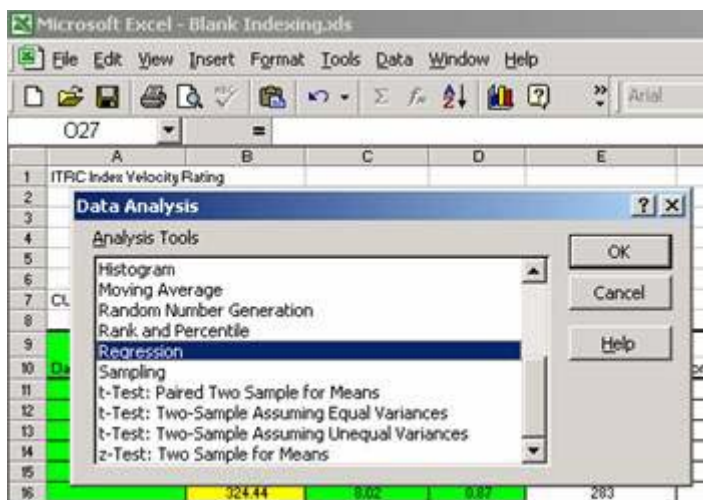 Microsoft Excel - Blank Indexing.xls
File Edit View Insert Format Tools Data Window Help
Arial
O27 =
A B C D E
1 ITRC Index Velocity Rating
2
Data Analysis ? X
3
4 Analysis Tools
5 OK
Histogram
6 Moving Average
7 CU Random Number Generation Cancel
8 Rank and Percentile
9 Regression Help
10 Da Sampling
11 t-Test: Paired Two Sample for Means
12 t-Test: Two-Sample Assuming Equal Variances
13 t-Test: Two-Sample Assuming Unequal Variances
14 z-Test: Two Sample for Means
15
16 324.44 8.02 0.87 283